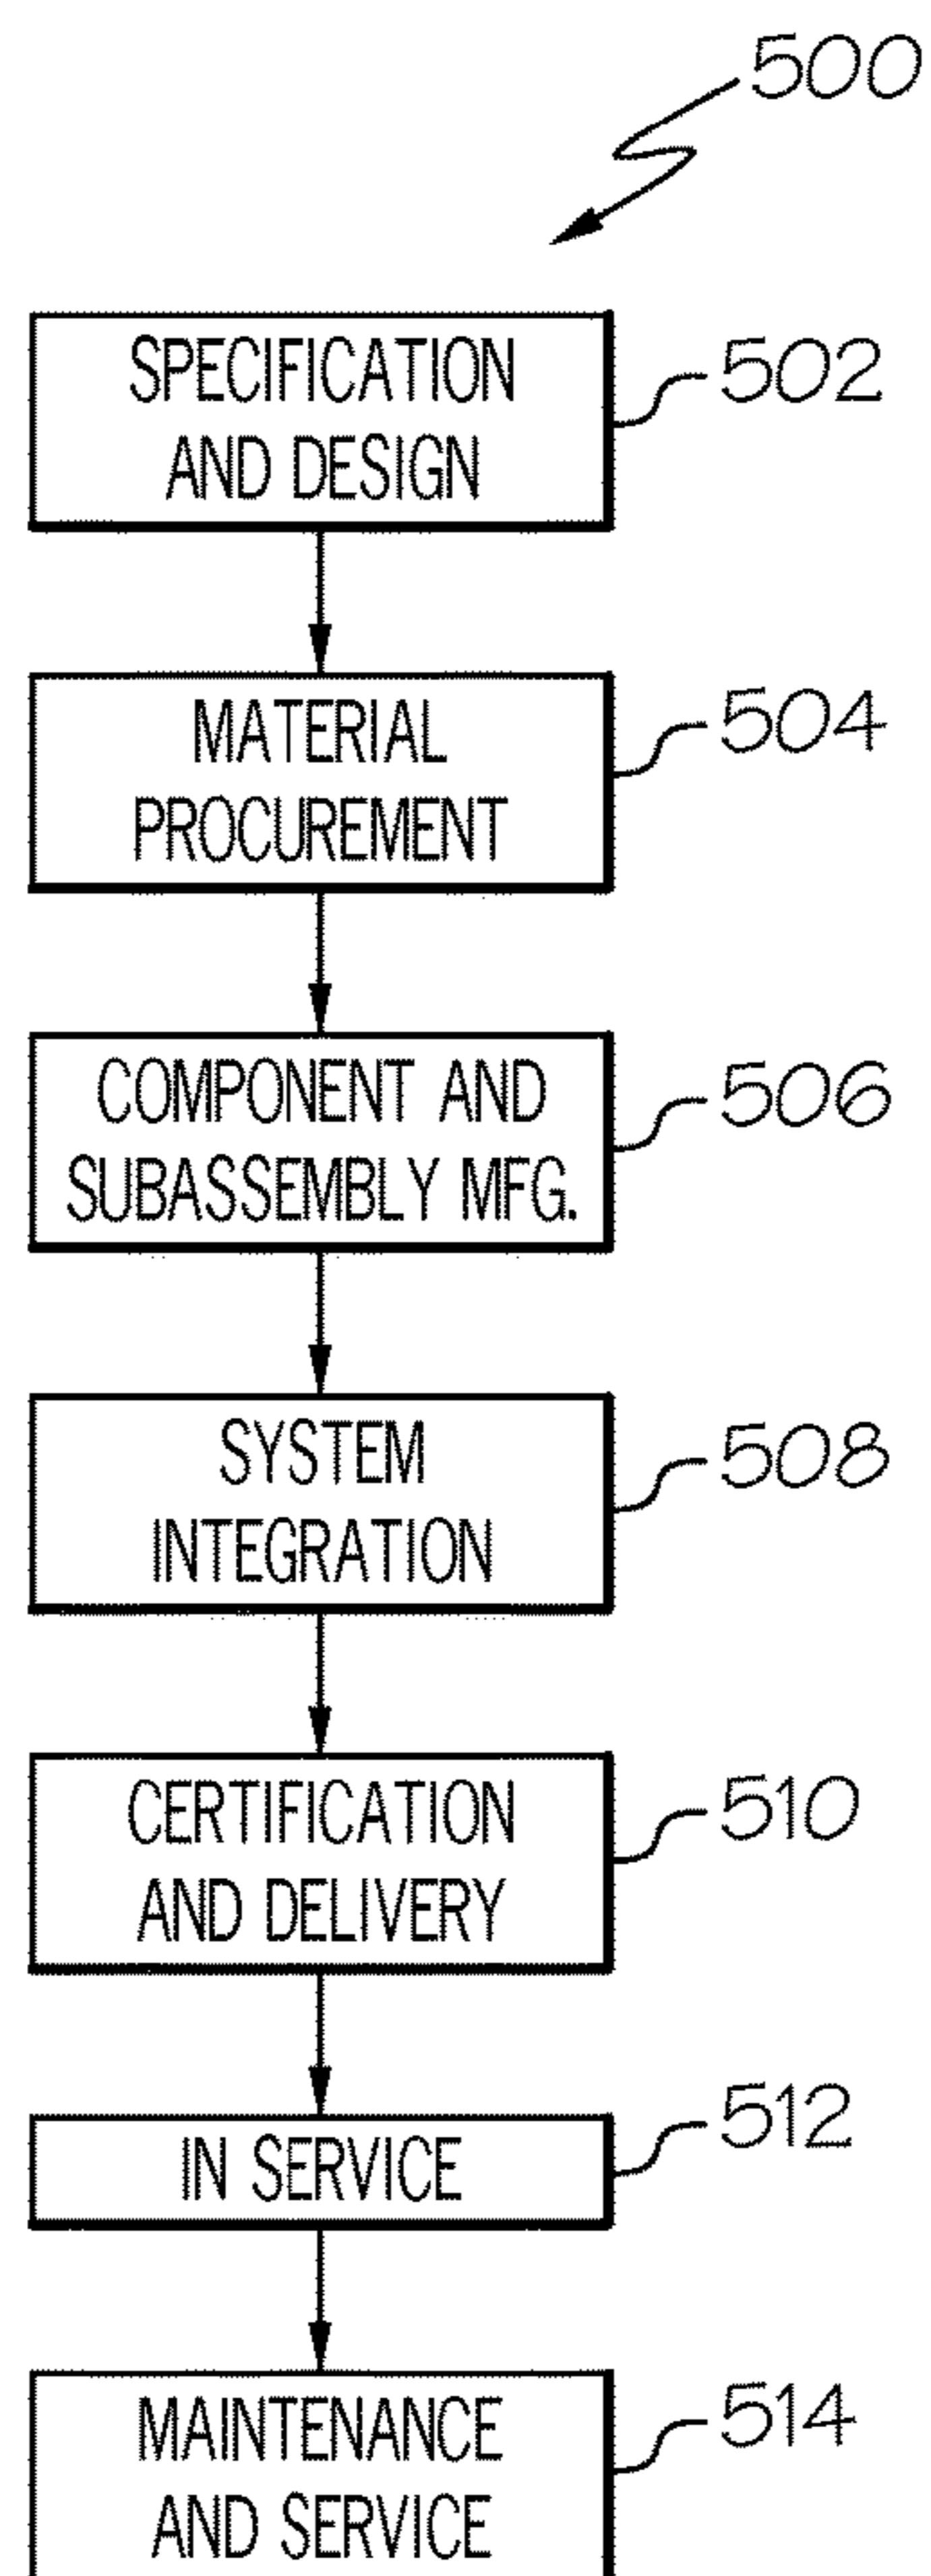 500
SPECIFICATION
AND DESIGN
502
MATERIAL
PROCUREMENT
504
COMPONENT AND
SUBASSEMBLY MFG.
506
SYSTEM
INTEGRATION
508
CERTIFICATION
AND DELIVERY
510
IN SERVICE
512
MAINTENANCE
AND SERVICE
514